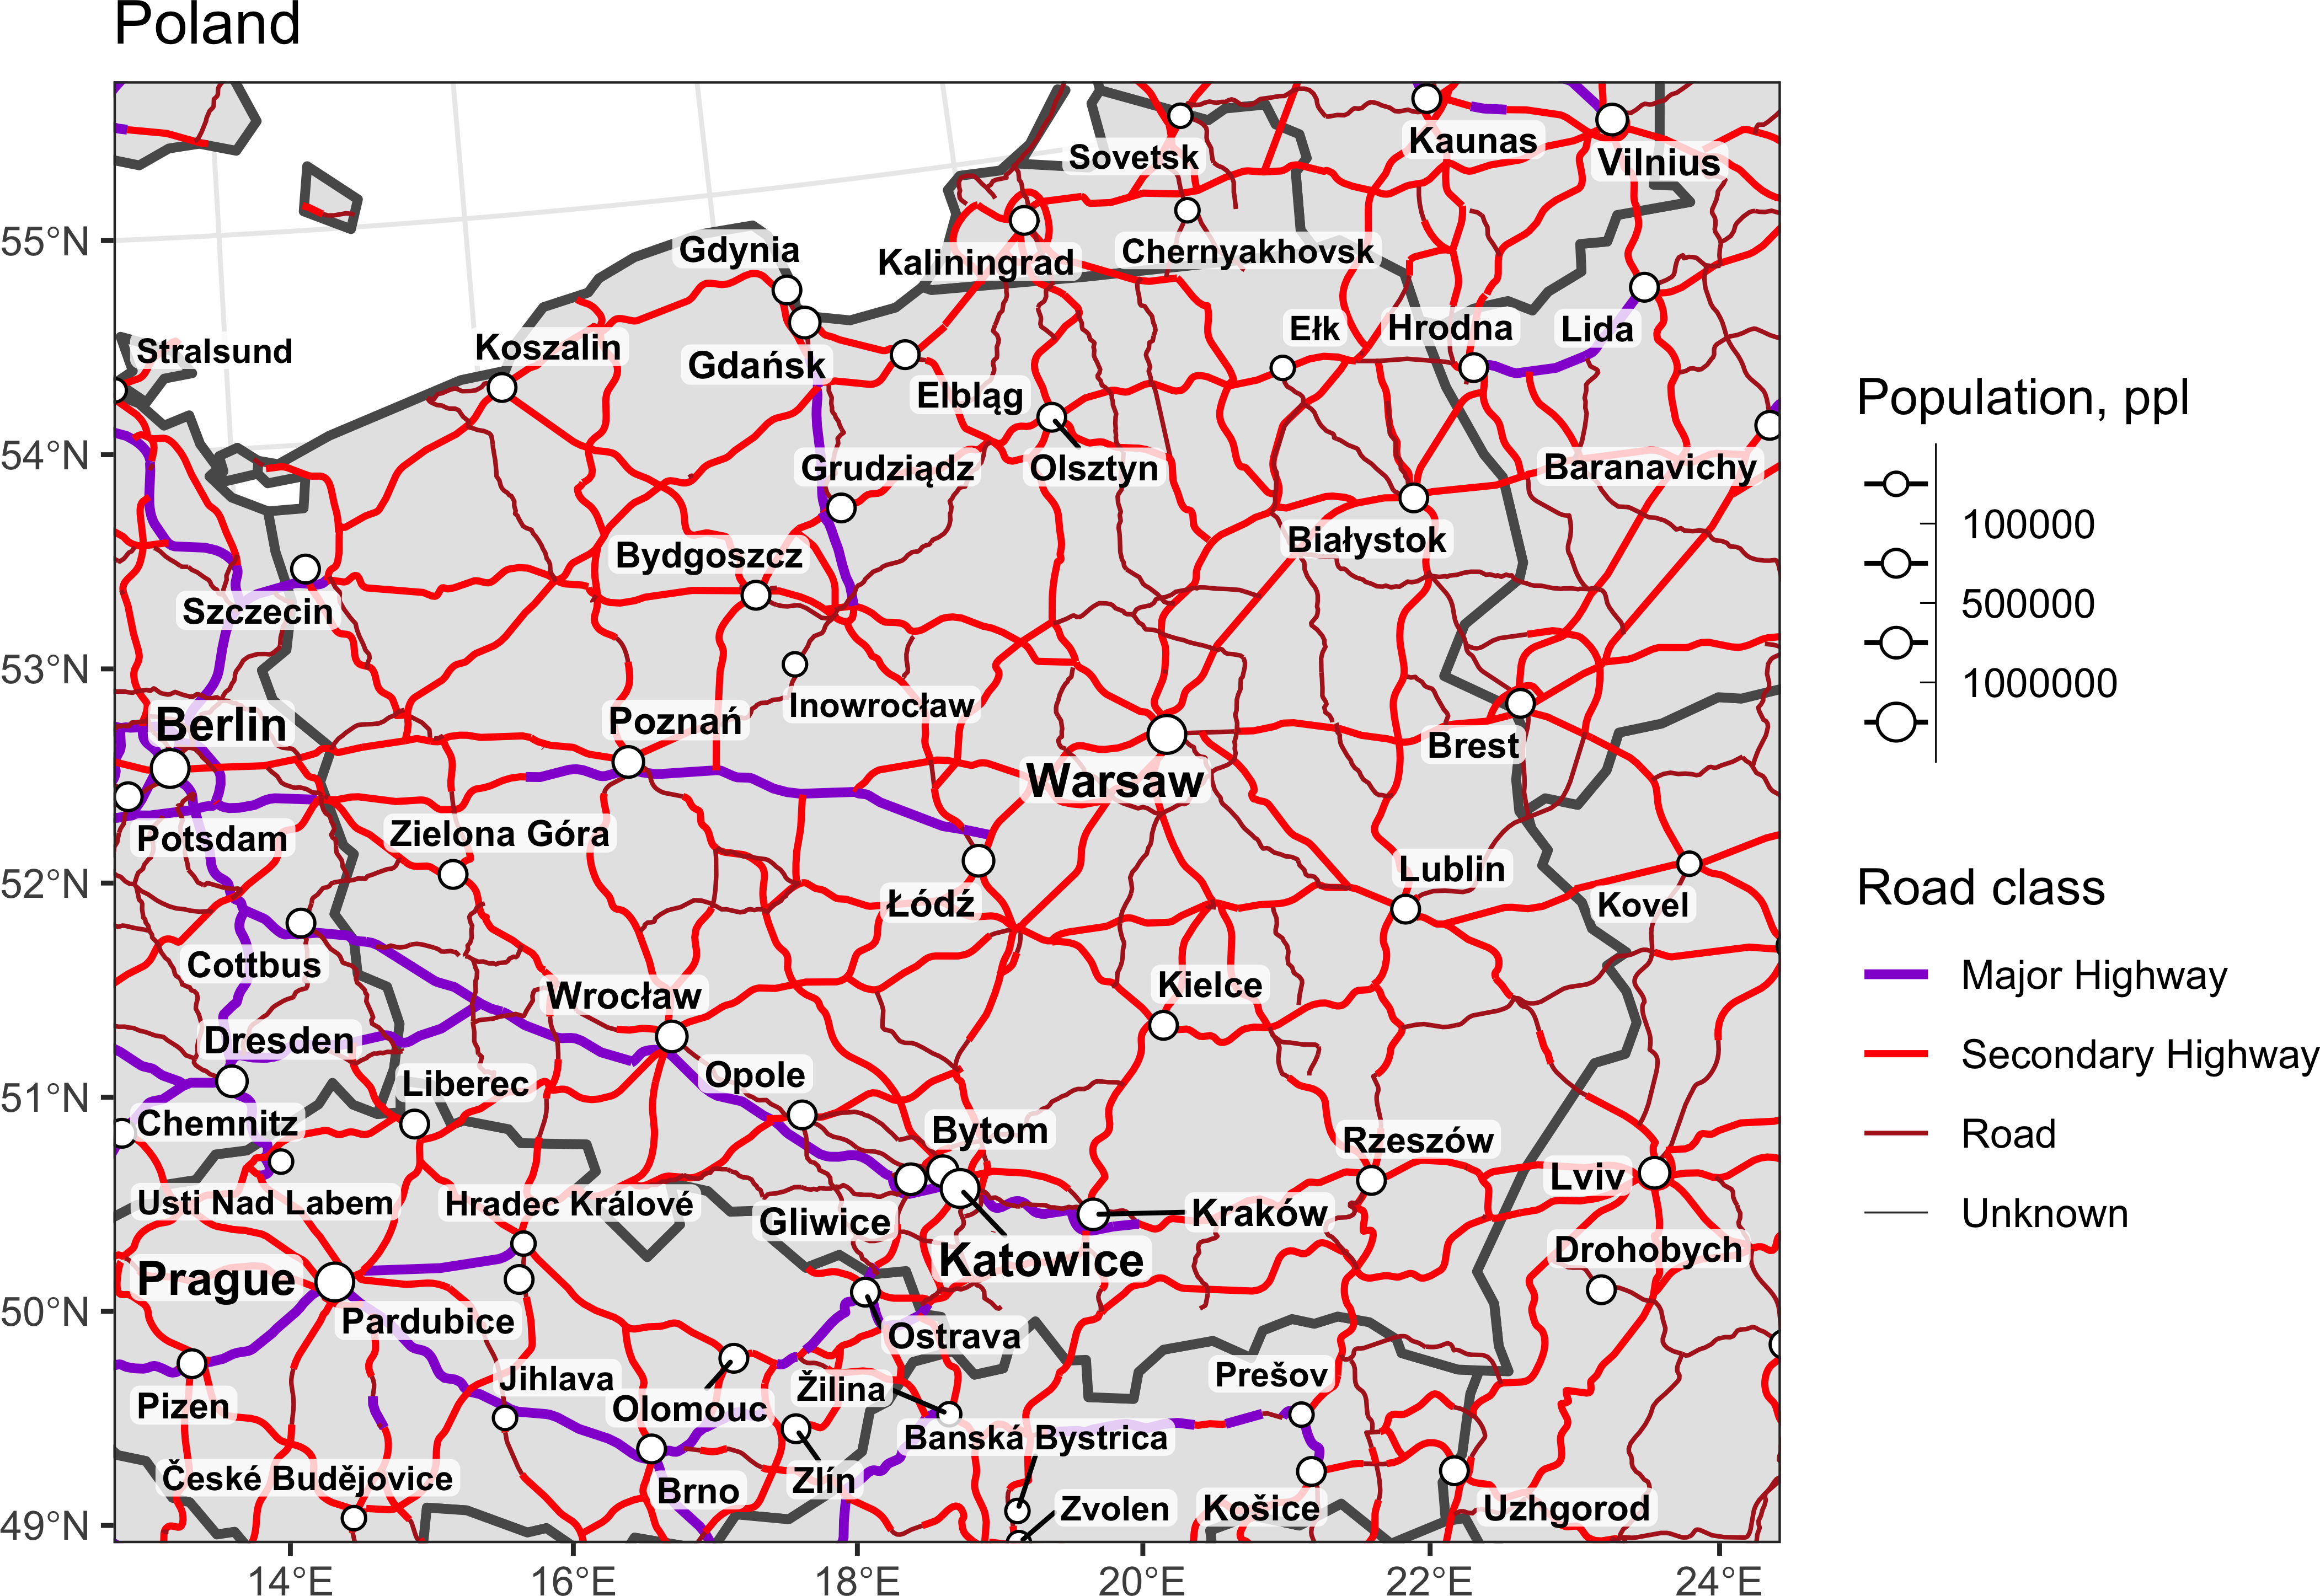 Poland
Sovetsk
Kaunas
Vilnius
55°N
Gdynia
Kaliningrad
Chernyakhovsk
Stralsund
Koszalin
Gdańsk
Ełk
Hrodna
Lida
Elbląg
54°N
Grudziądz
Olsztyn
Baranavichy
Białystok
Bydgoszcz
Szczecin
53°N
Inowrocław
Berlin
Poznań
Brest
Warsaw
Potsdam
Zielona Góra
52°N
Lublin
Łódź
Kovel
Cottbus
Wrocław
Kielce
Dresden
Opole
Liberec
51°N
Chemnitz
Bytom
Rzeszów
Lviv
Usti Nad Labem
Hradec Králové
Gliwice
Kraków
Katowice
Drohobych
Prague
50°N
Pardubice
Ostrava
Jihlava
Olomouc
Žilina
Prešov
Pizen
Banská Bystrica
České Budějovice
Zlín
Brno
Zvolen
Košice
Uzhgorod
49°N
14°E
16°E
18°E
20°E
22°E
24°E
Population, ppl
100000
500000
1000000
Road class
Major Highway
Secondary Highway
Road
Unknown